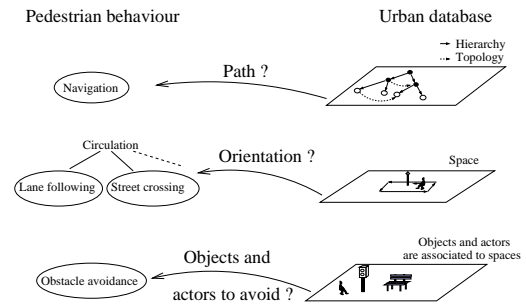 Pedestrian behaviour
Urban database
Hierarchy
Topology
Path ?
Navigation
Circulation
Orientation ?
Space
Lane following
Street crossing
Objects and actors
are associated to spaces
Objects and
actors to avoid ?
Obstacle avoidance